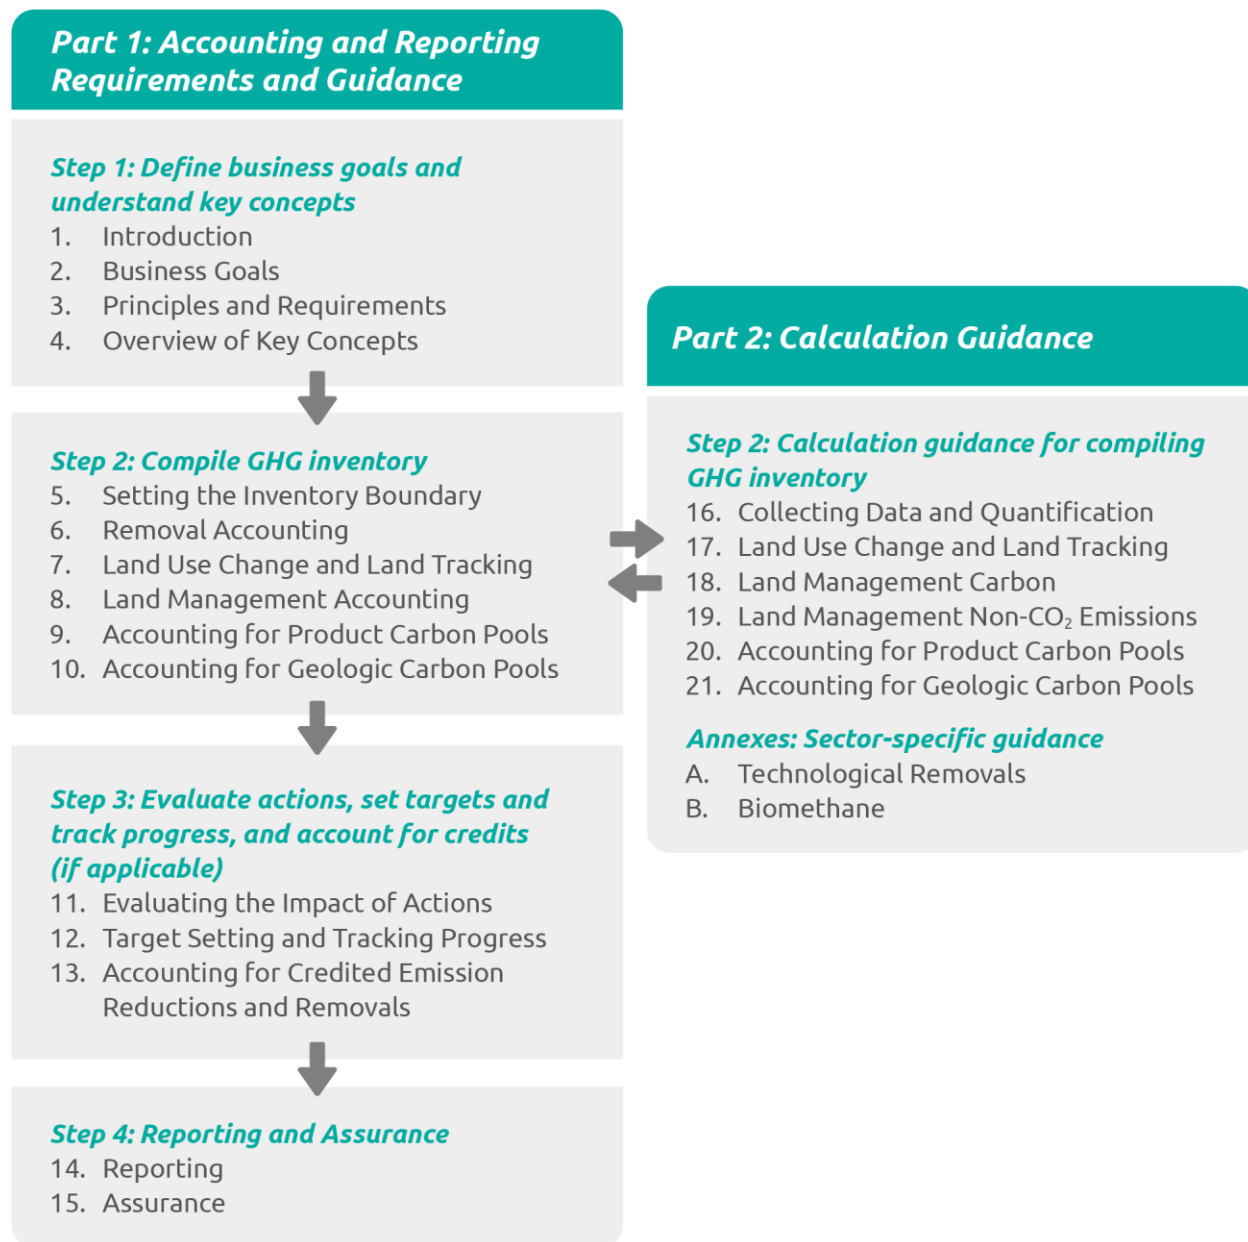 Part 1: Accounting and Reporting
Requirements and Guidance
Step 1: Define business goals and
understand key concepts
1. Introduction
2. Business Goals
3. Principles and Requirements
4. Overview of Key Concepts
Step 2: Compile GHG inventory
5. Setting the Inventory Boundary
6. Removal Accounting
7. Land Use Change and Land Tracking
8. Land Management Accounting
9. Accounting for Product Carbon Pools
10. Accounting for Geologic Carbon Pools
Step 3: Evaluate actions, set targets and
track progress, and account for credits
(if applicable)
11. Evaluating the Impact of Actions
12. Target Setting and Tracking Progress
13. Accounting for Credited Emission
Reductions and Removals
Step 4: Reporting and Assurance
14. Reporting
15. Assurance
Part 2: Calculation Guidance
Step 2: Calculation guidance for compiling
GHG inventory
16. Collecting Data and Quantification
17. Land Use Change and Land Tracking
18. Land Management Carbon
19. Land Management Non-CO₂ Emissions
20. Accounting for Product Carbon Pools
21. Accounting for Geologic Carbon Pools
Annexes: Sector-specific guidance
A. Technological Removals
B. Biomethane